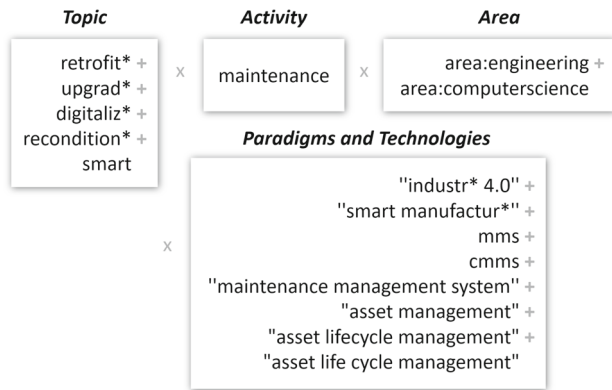 Topic
retrofit* +
upgrad* +
digitaliz* +
recondition* +
smart
x
Activity
maintenance
x
Area
area:engineering +
area:computerscience
x
Paradigms and Technologies
"industr* 4.0" +
"smart manufactur*" +
mms +
cmms +
"maintenance management system" +
"asset management" +
"asset lifecycle management" +
"asset life cycle management"